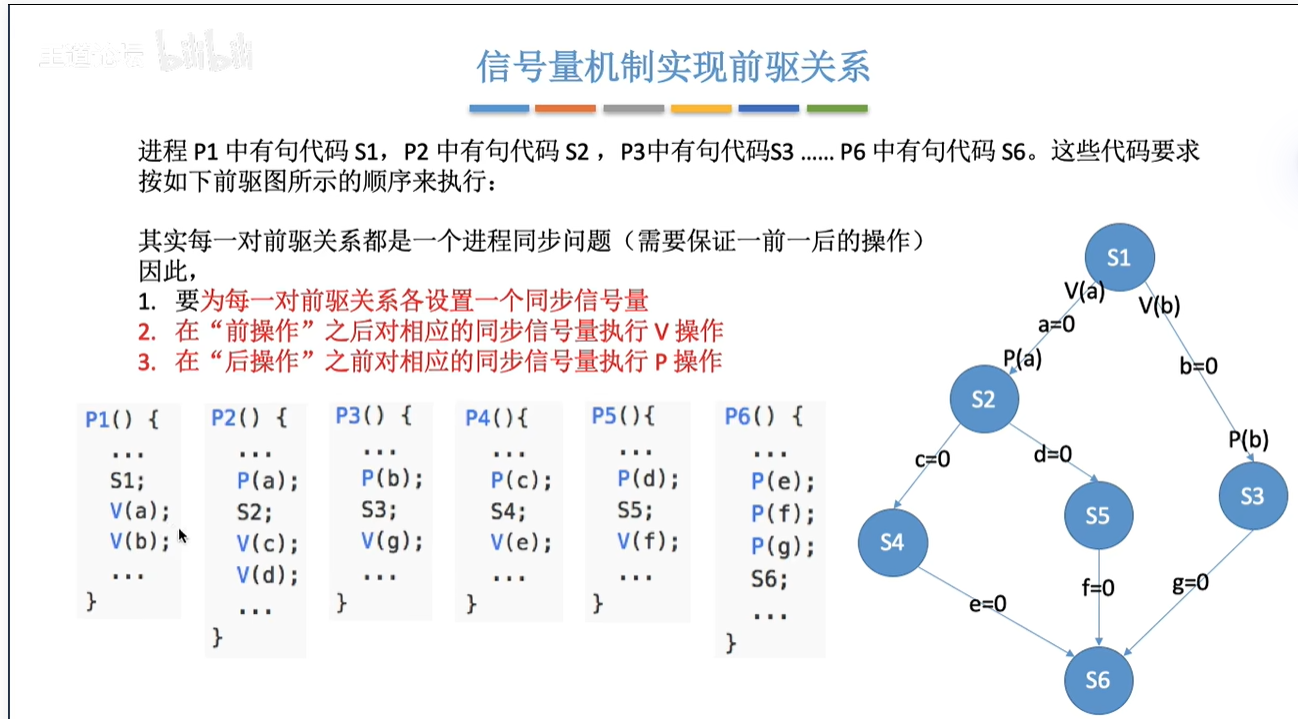 王道论坛 bilibili
信号量机制实现前驱关系
进程 P1 中有句代码 S1，P2 中有句代码 S2 ，P3中有句代码S3 …… P6 中有句代码 S6。这些代码要求
按如下前驱图所示的顺序来执行：
其实每一对前驱关系都是一个进程同步问题（需要保证一前一后的操作）
因此，
1. 要为每一对前驱关系各设置一个同步信号量
2. 在“前操作”之后对相应的同步信号量执行 V 操作
3. 在“后操作”之前对相应的同步信号量执行 P 操作
P1() {
...
S1;
V(a);
V(b);
...
}
P2() {
...
P(a);
S2;
V(c);
V(d);
...
}
P3() {
...
P(b);
S3;
V(g);
...
}
P4(){
...
P(c);
S4;
V(e);
...
}
P5(){
...
P(d);
S5;
V(f);
...
}
P6() {
...
P(e);
P(f);
P(g);
S6;
...
}
S1
V(a)
V(b)
a=0
P(a)
b=0
S2
P(b)
c=0
d=0
S3
S5
S4
f=0
g=0
e=0
S6